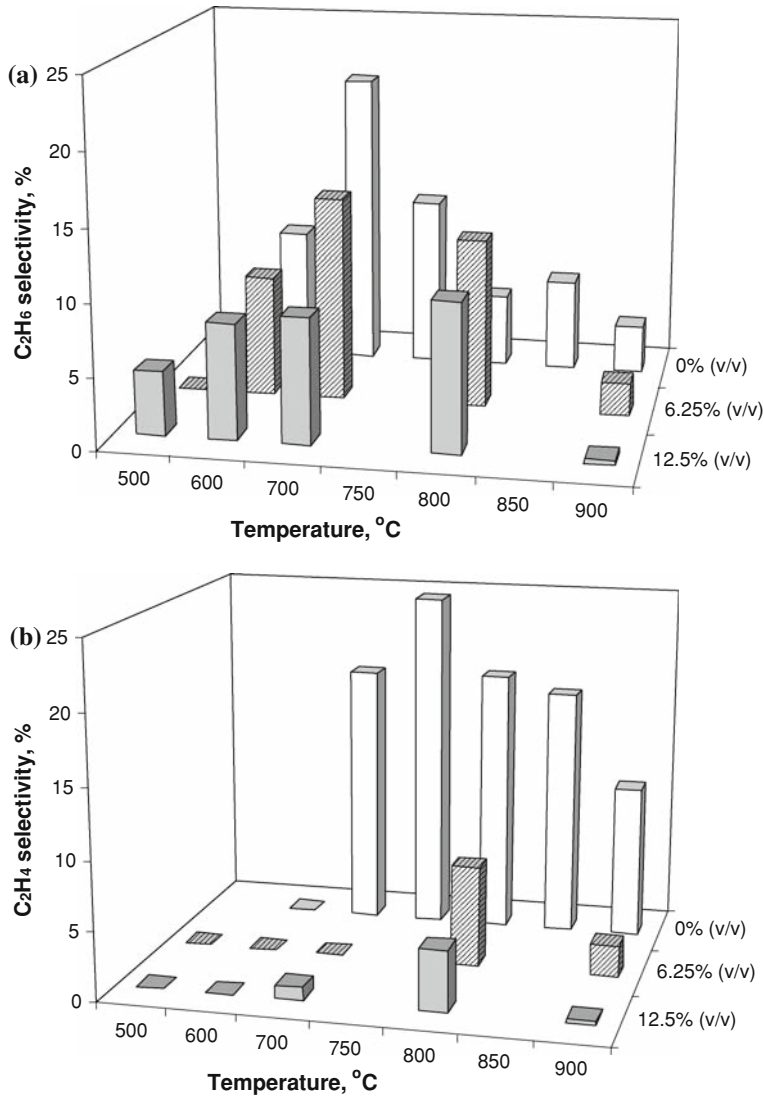 (a)
25
20
15
10
5
0
C2H6 selectivity, %
500
600
700
750
800
850
900
Temperature, °C
0% (v/v)
6.25% (v/v)
12.5% (v/v)
(b)
25
20
15
10
5
0
C2H4 selectivity, %
500
600
700
750
800
850
900
Temperature, °C
0% (v/v)
6.25% (v/v)
12.5% (v/v)